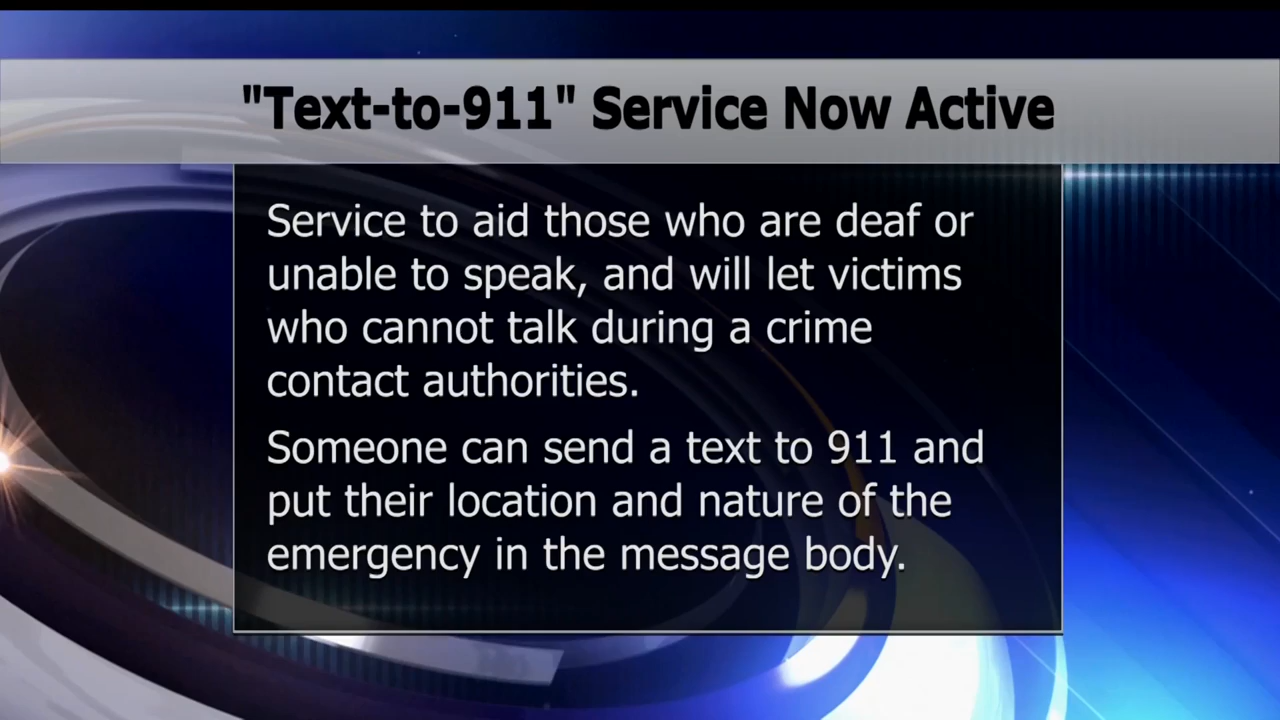 "Text-to-911" Service Now Active
Service to aid those who are deaf or
unable to speak, and will let victims
who cannot talk during a crime
contact authorities.
Someone can send a text to 911 and
put their location and nature of the
emergency in the message body.